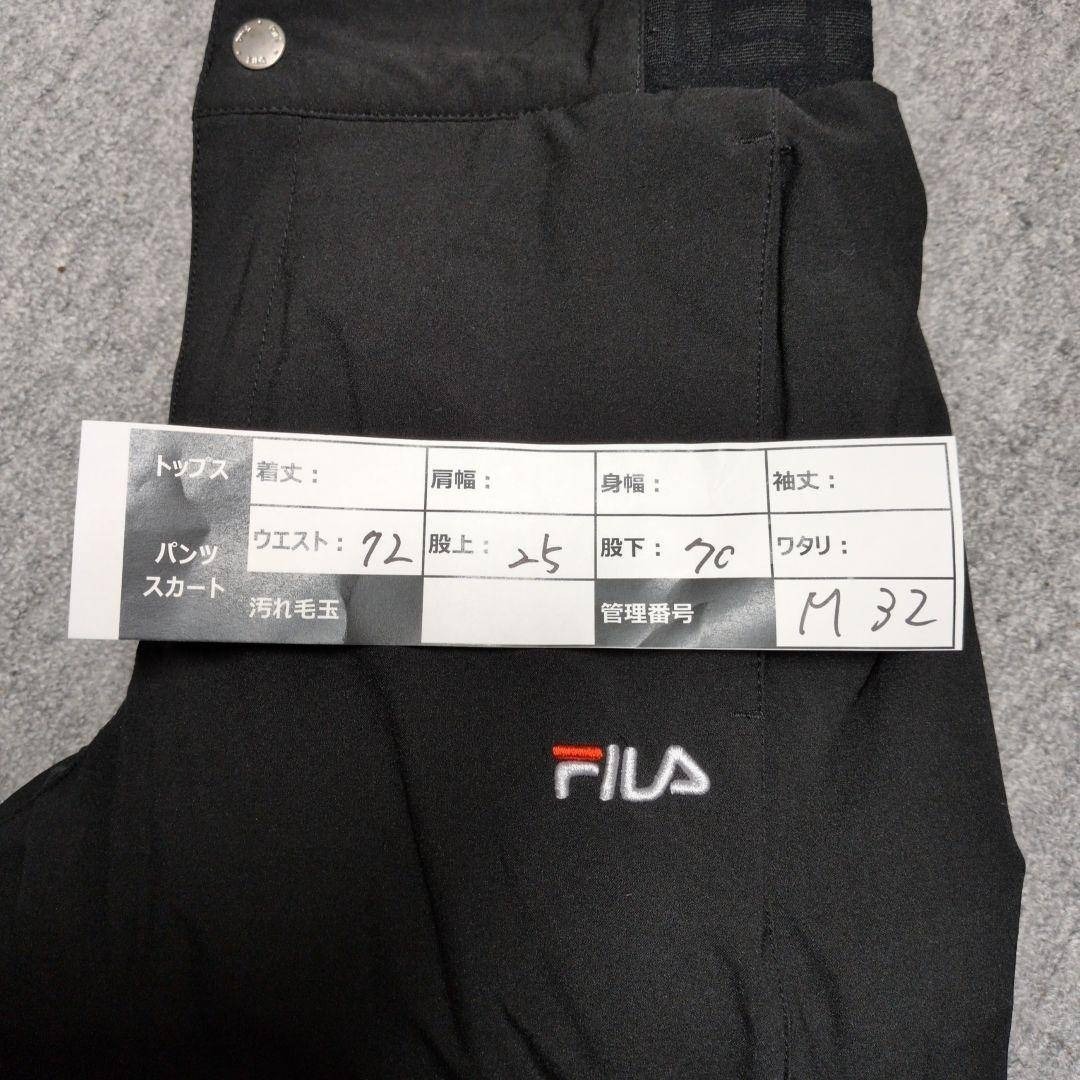 トップス 着丈： 肩幅： 身幅： 袖丈：
パンツ スカート ウエスト：72 股上：25 股下：70 ワタリ：
汚れ毛玉 管理番号 M 32
FILA